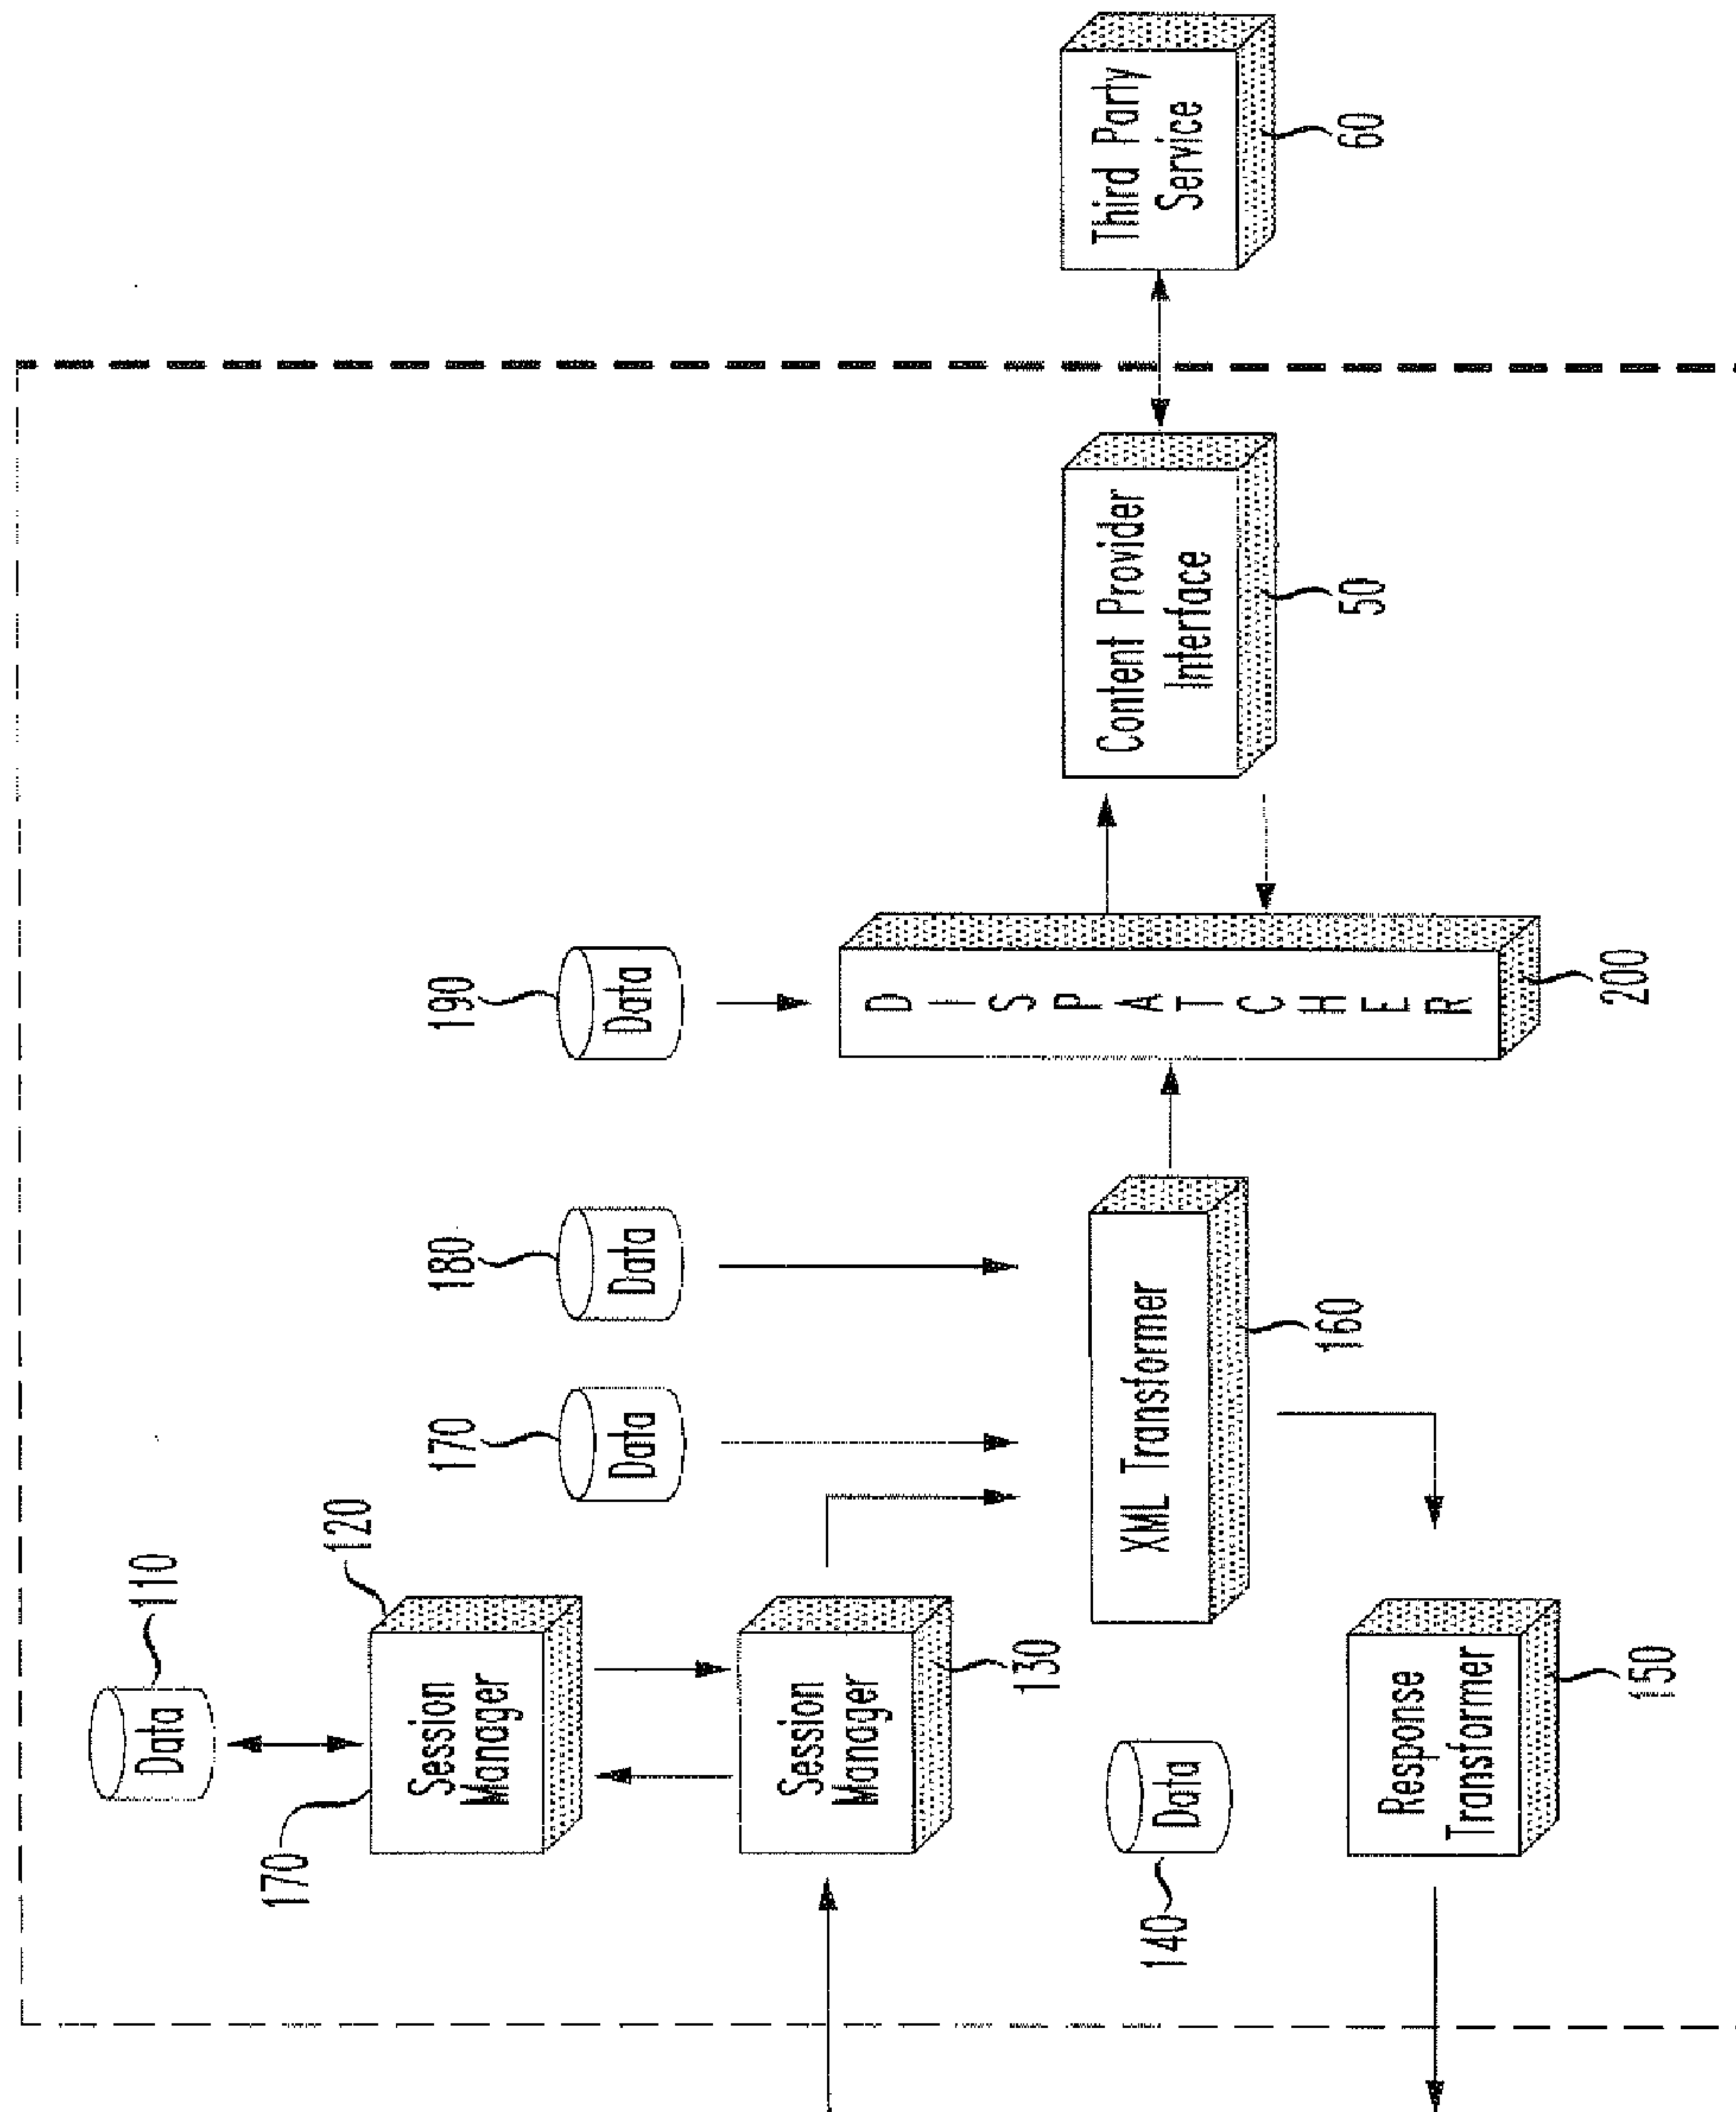 110
Data
120
170
Session
Manager
Session
Manager
130
140
Data
Response
Transformer
150
170
Data
180
Data
XML Transformer
160
190
Data
DISPATCHER
200
Content Provider
Interface
50
Third Party
Service
60